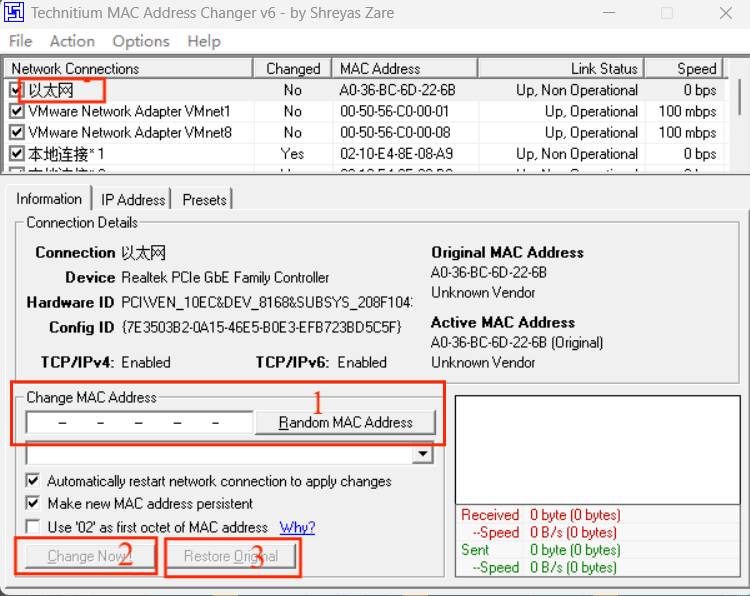 Technitium MAC Address Changer v6 - by Shreyas Zare
File Action Options Help
Network Connections Changed MAC Address Link Status Speed
以太网 No A0-36-BC-6D-22-6B Up, Non Operational 0 bps
VMware Network Adapter VMnet1 No 00-50-56-C0-00-01 Up, Operational 100 mbps
VMware Network Adapter VMnet8 No 00-50-56-C0-00-08 Up, Operational 100 mbps
本地连接* 1 Yes 02-10-E4-8E-08-A9 Up, Non Operational 0 bps
Information IP Address Presets
Connection Details
Connection 以太网
Device Realtek PCIe GbE Family Controller
Hardware ID PCI\VEN_10EC&DEV_8168&SUBSYS_208F104
Config ID {7E3503B2-0A15-46E5-B0E3-EFB723BD5C5F}
TCP/IPv4: Enabled TCP/IPv6: Enabled
Original MAC Address
A0-36-BC-6D-22-6B
Unknown Vendor
Active MAC Address
A0-36-BC-6D-22-6B (Original)
Unknown Vendor
Change MAC Address 1
- - - - - Random MAC Address
Automatically restart network connection to apply changes
Make new MAC address persistent
Use '02' as first octet of MAC address Why?
Change Now! 2 Restore Original 3
Received 0 byte (0 bytes)
--Speed 0 B/s (0 bytes)
Sent 0 byte (0 bytes)
--Speed 0 B/s (0 bytes)